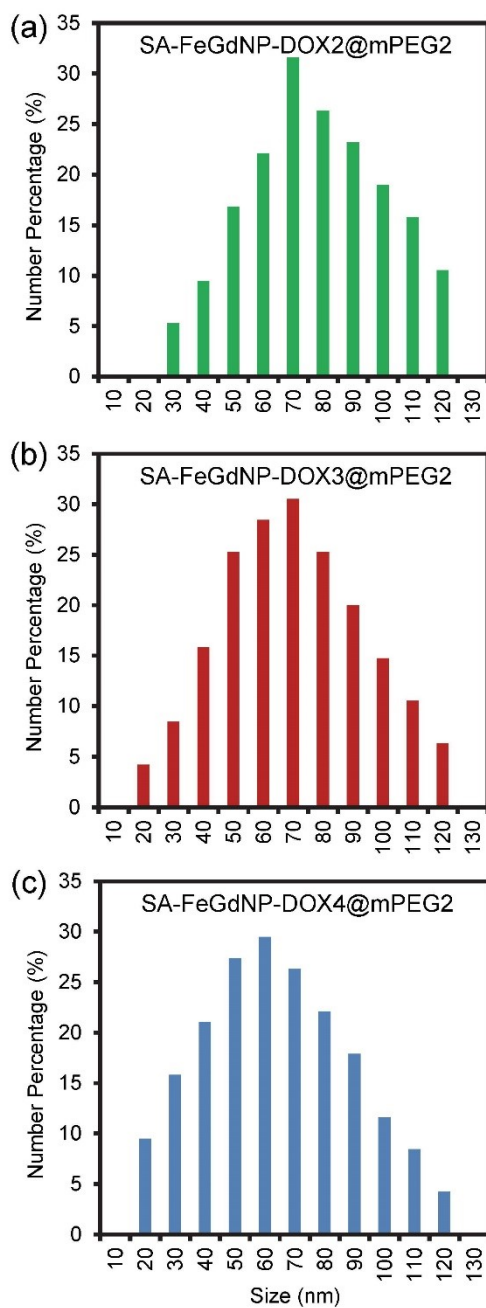 (a)
SA-FeGdNP-DOX2@mPEG2
Number Percentage (%)
35
30
25
20
15
10
5
0
10 20 30 40 50 60 70 80 90 100 110 120 130
(b)
SA-FeGdNP-DOX3@mPEG2
Number Percentage (%)
35
30
25
20
15
10
5
0
10 20 30 40 50 60 70 80 90 100 110 120 130
(c)
SA-FeGdNP-DOX4@mPEG2
Number Percentage (%)
35
30
25
20
15
10
5
0
10 20 30 40 50 60 70 80 90 100 110 120 130
Size (nm)